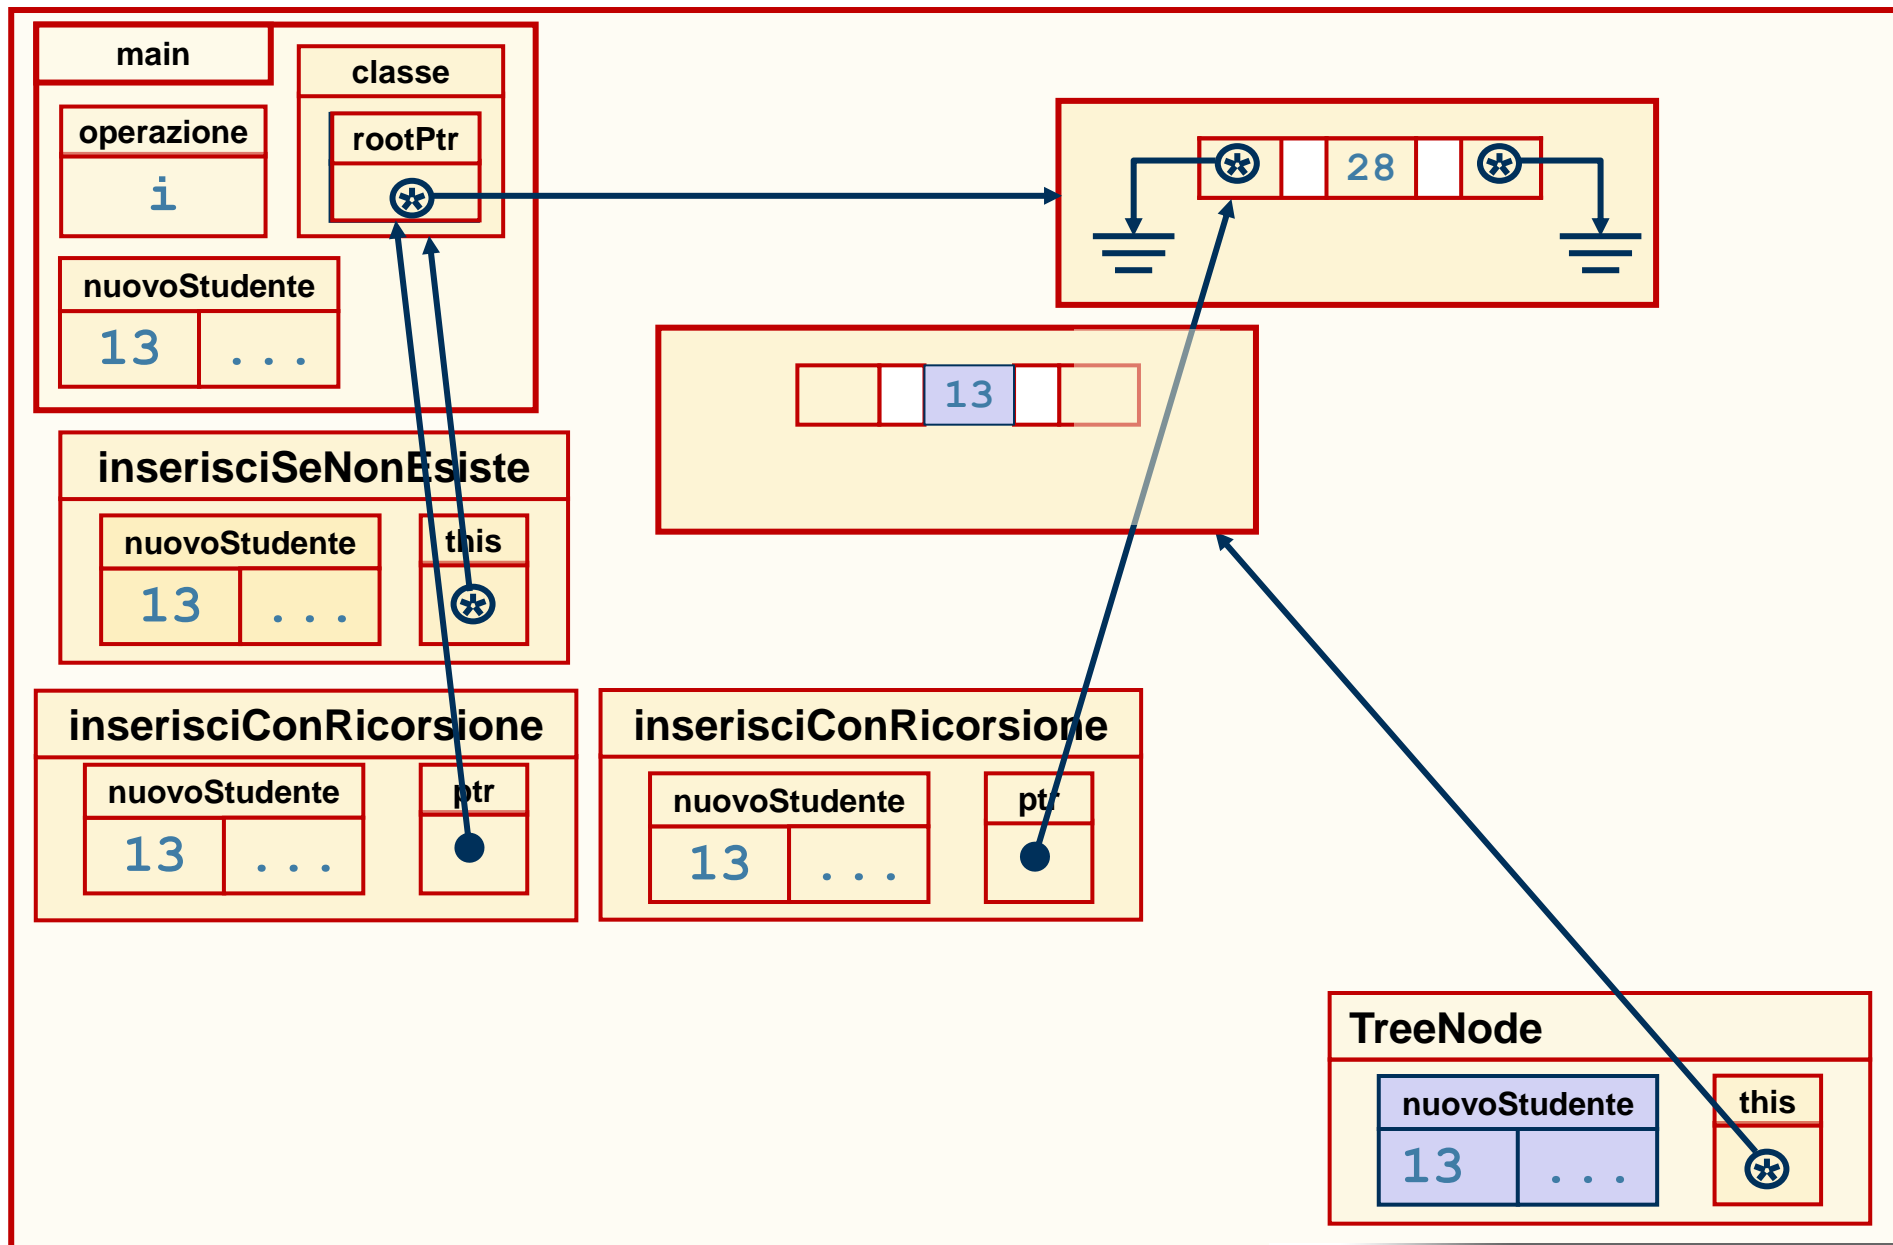 main
classe
operazione
rootPtr
i
28
nuovoStudente
13 ...
13
inserisciSeNonEsiste
nuovoStudente this
13 ...
inserisciConRicorsione
nuovoStudente ptr
13 ...
inserisciConRicorsione
nuovoStudente ptr
13 ...
TreeNode
nuovoStudente this
13 ...